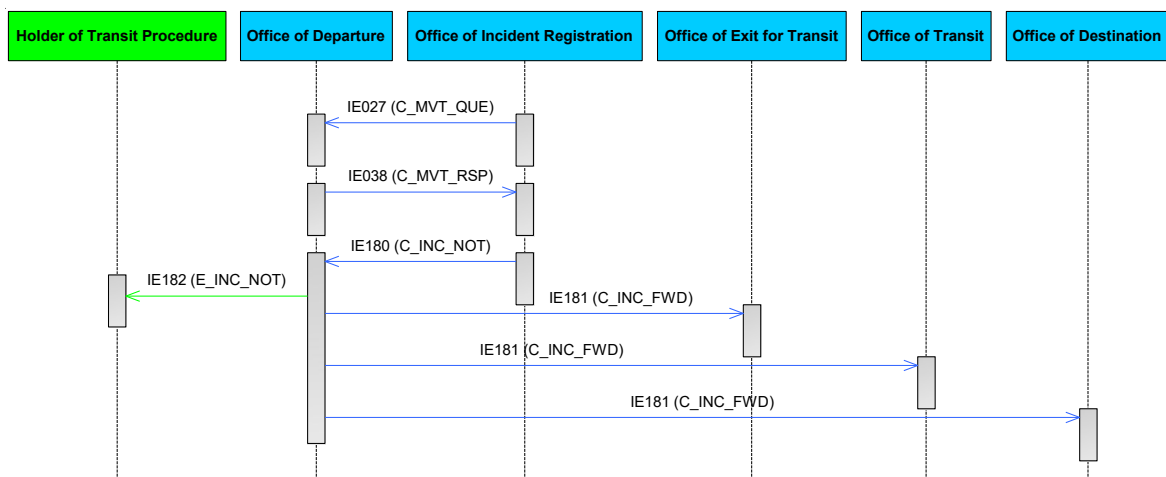 Holder of Transit Procedure
Office of Departure
Office of Incident Registration
Office of Exit for Transit
Office of Transit
Office of Destination
IE027 (C_MVT_QUE)
IE038 (C_MVT_RSP)
IE180 (C_INC_NOT)
IE182 (E_INC_NOT)
IE181 (C_INC_FWD)
IE181 (C_INC_FWD)
IE181 (C_INC_FWD)